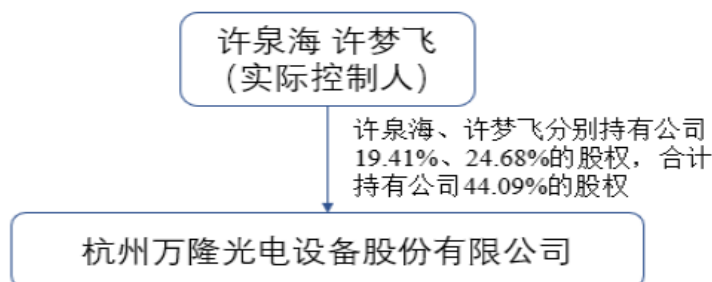 许泉海 许梦飞
（实际控制人）
许泉海、许梦飞分别持有公司
19.41%、24.68%的股权，合计
持有公司44.09%的股权
杭州万隆光电设备股份有限公司